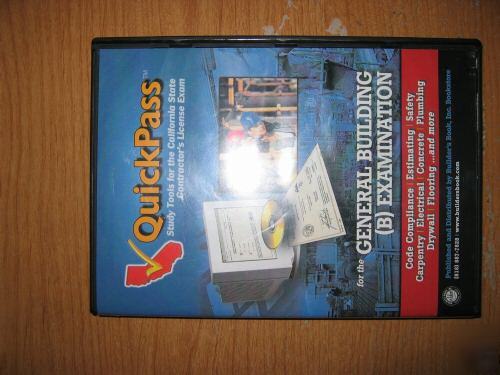 QuickPass™
Study Tools for the California State
Contractor's License Exam
for the GENERAL BUILDING
(B) EXAMINATION
Code Compliance | Estimating | Safety
Carpentry | Electrical | Concrete | Plumbing
Drywall | Flooring ...and more
Published and Distributed by Builder's Book, Inc. Bookstore
www.buildersbook.com